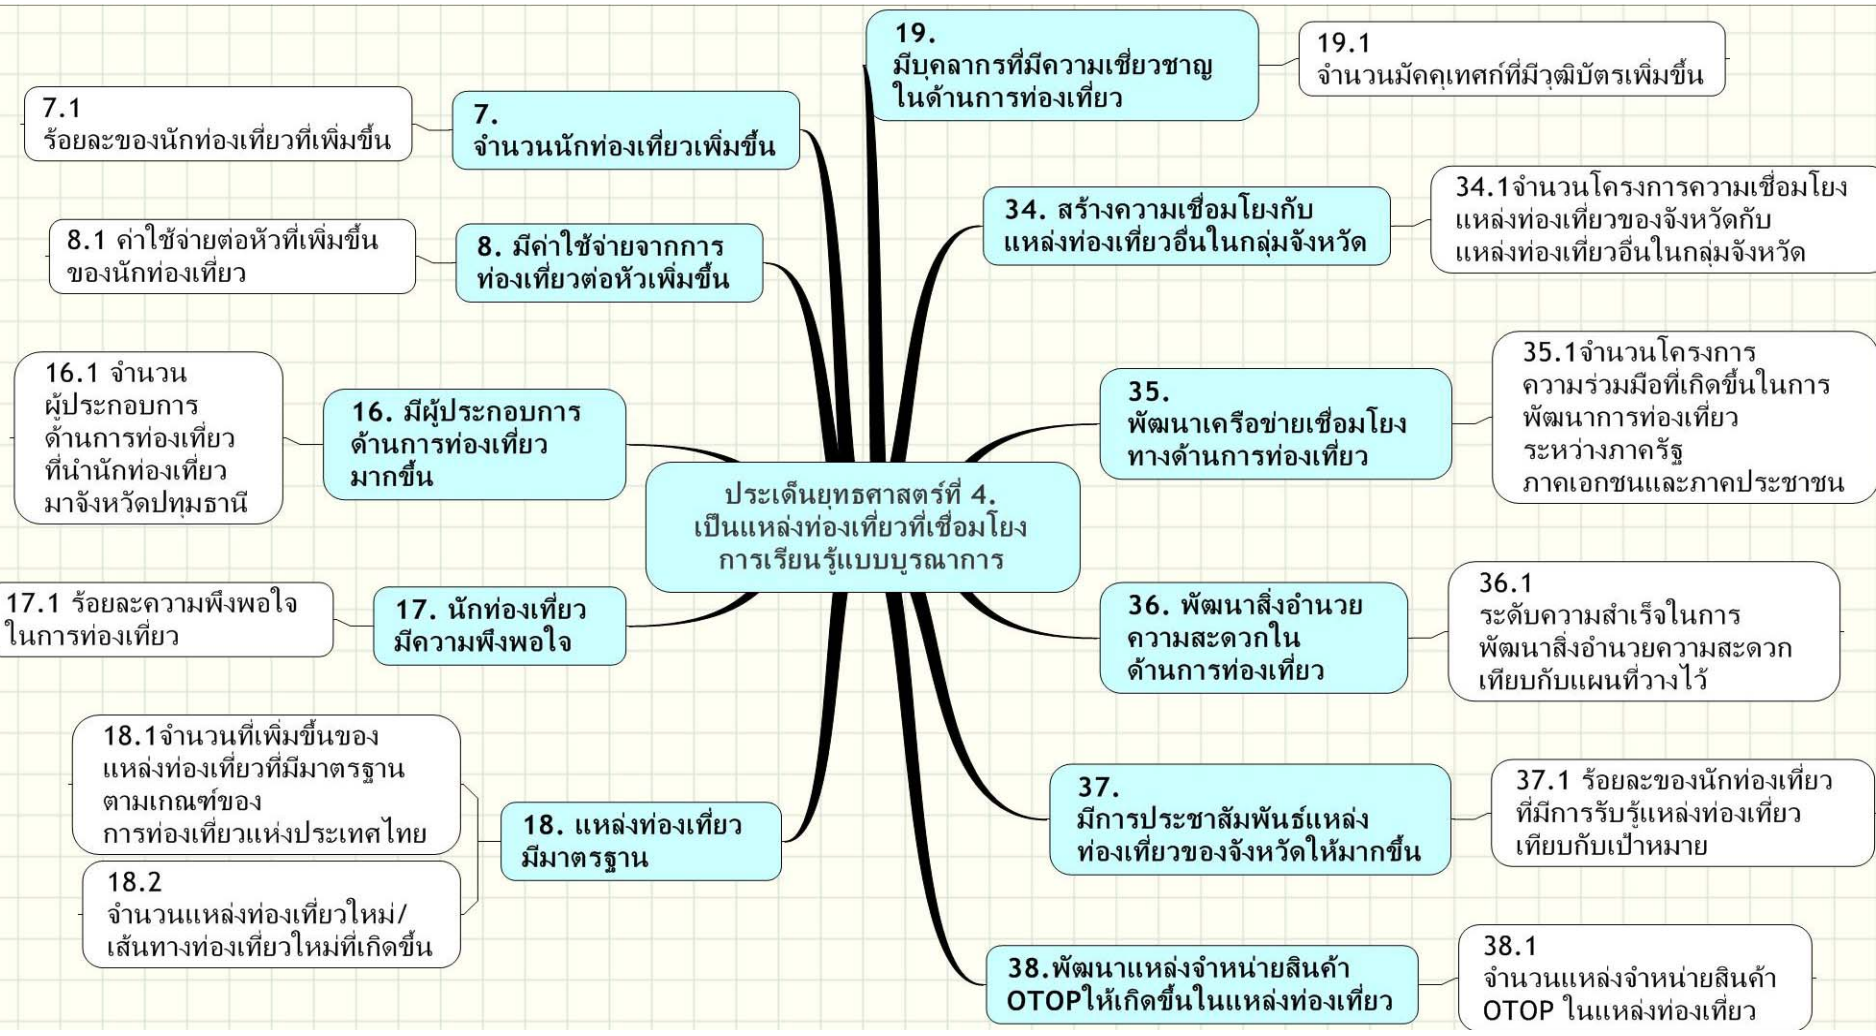 ประเด็นยุทธศาสตร์ที่ 4.
เป็นแหล่งท่องเที่ยวที่เชื่อมโยง
การเรียนรู้แบบบูรณาการ
7.
จำนวนนักท่องเที่ยวเพิ่มขึ้น
7.1
ร้อยละของนักท่องเที่ยวที่เพิ่มขึ้น
8. มีค่าใช้จ่ายจากการ
ท่องเที่ยวต่อหัวเพิ่มขึ้น
8.1 ค่าใช้จ่ายต่อหัวที่เพิ่มขึ้น
ของนักท่องเที่ยว
16. มีผู้ประกอบการ
ด้านการท่องเที่ยว
มากขึ้น
16.1 จำนวน
ผู้ประกอบการ
ด้านการท่องเที่ยว
ที่นำนักท่องเที่ยว
มาจังหวัดปทุมธานี
17. นักท่องเที่ยว
มีความพึงพอใจ
17.1 ร้อยละความพึงพอใจ
ในการท่องเที่ยว
18. แหล่งท่องเที่ยว
มีมาตรฐาน
18.1จำนวนที่เพิ่มขึ้นของ
แหล่งท่องเที่ยวที่มีมาตรฐาน
ตามเกณฑ์ของ
การท่องเที่ยวแห่งประเทศไทย
18.2
จำนวนแหล่งท่องเที่ยวใหม่/
เส้นทางท่องเที่ยวใหม่ที่เกิดขึ้น
19.
มีบุคลากรที่มีความเชี่ยวชาญ
ในด้านการท่องเที่ยว
19.1
จำนวนมัคคุเทศก์ที่มีวุฒิบัตรเพิ่มขึ้น
34. สร้างความเชื่อมโยงกับ
แหล่งท่องเที่ยวอื่นในกลุ่มจังหวัด
34.1จำนวนโครงการความเชื่อมโยง
แหล่งท่องเที่ยวของจังหวัดกับ
แหล่งท่องเที่ยวอื่นในกลุ่มจังหวัด
35.
พัฒนาเครือข่ายเชื่อมโยง
ทางด้านการท่องเที่ยว
35.1จำนวนโครงการ
ความร่วมมือที่เกิดขึ้นในการ
พัฒนาการท่องเที่ยว
ระหว่างภาครัฐ
ภาคเอกชนและภาคประชาชน
36. พัฒนาสิ่งอำนวย
ความสะดวกใน
ด้านการท่องเที่ยว
36.1
ระดับความสำเร็จในการ
พัฒนาสิ่งอำนวยความสะดวก
เทียบกับแผนที่วางไว้
37.
มีการประชาสัมพันธ์แหล่ง
ท่องเที่ยวของจังหวัดให้มากขึ้น
37.1 ร้อยละของนักท่องเที่ยว
ที่มีการรับรู้แหล่งท่องเที่ยว
เทียบกับเป้าหมาย
38.พัฒนาแหล่งจำหน่ายสินค้า
OTOPให้เกิดขึ้นในแหล่งท่องเที่ยว
38.1
จำนวนแหล่งจำหน่ายสินค้า
OTOP ในแหล่งท่องเที่ยว